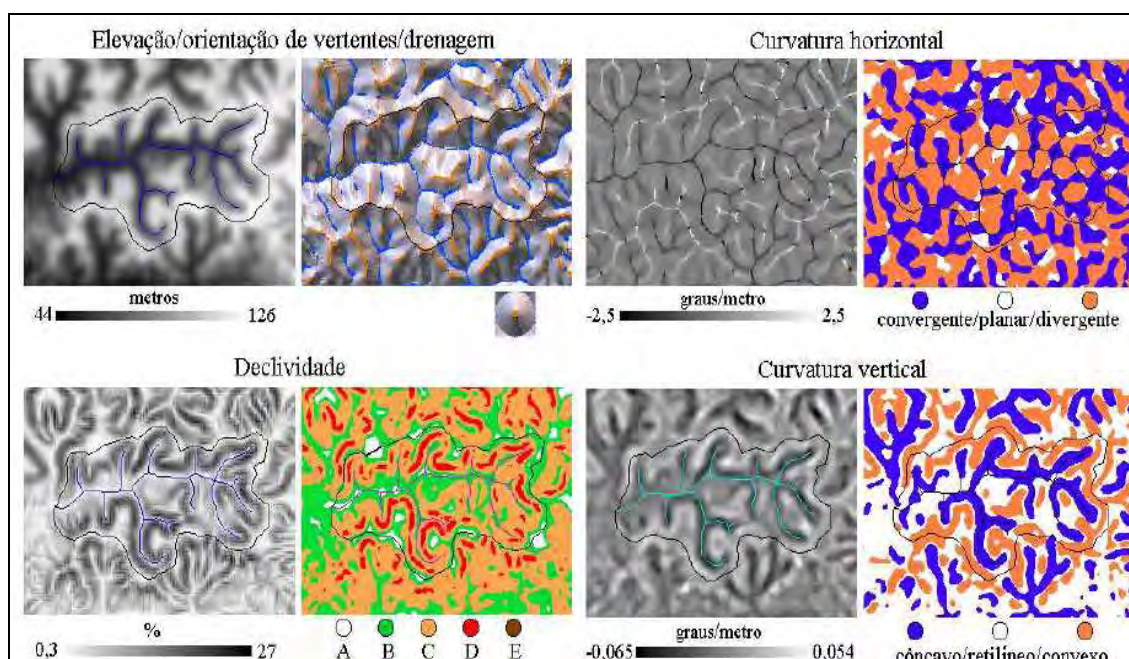 Elevação/orientação de vertentes/drenagem
Curvatura horizontal
metros
44
126
graus/metro
-2,5
2,5
convergente/planar/divergente
Declividade
Curvatura vertical
%
0,3
27
A B C D E
graus/metro
-0,065
0,054
côncavo/retilíneo/convexo